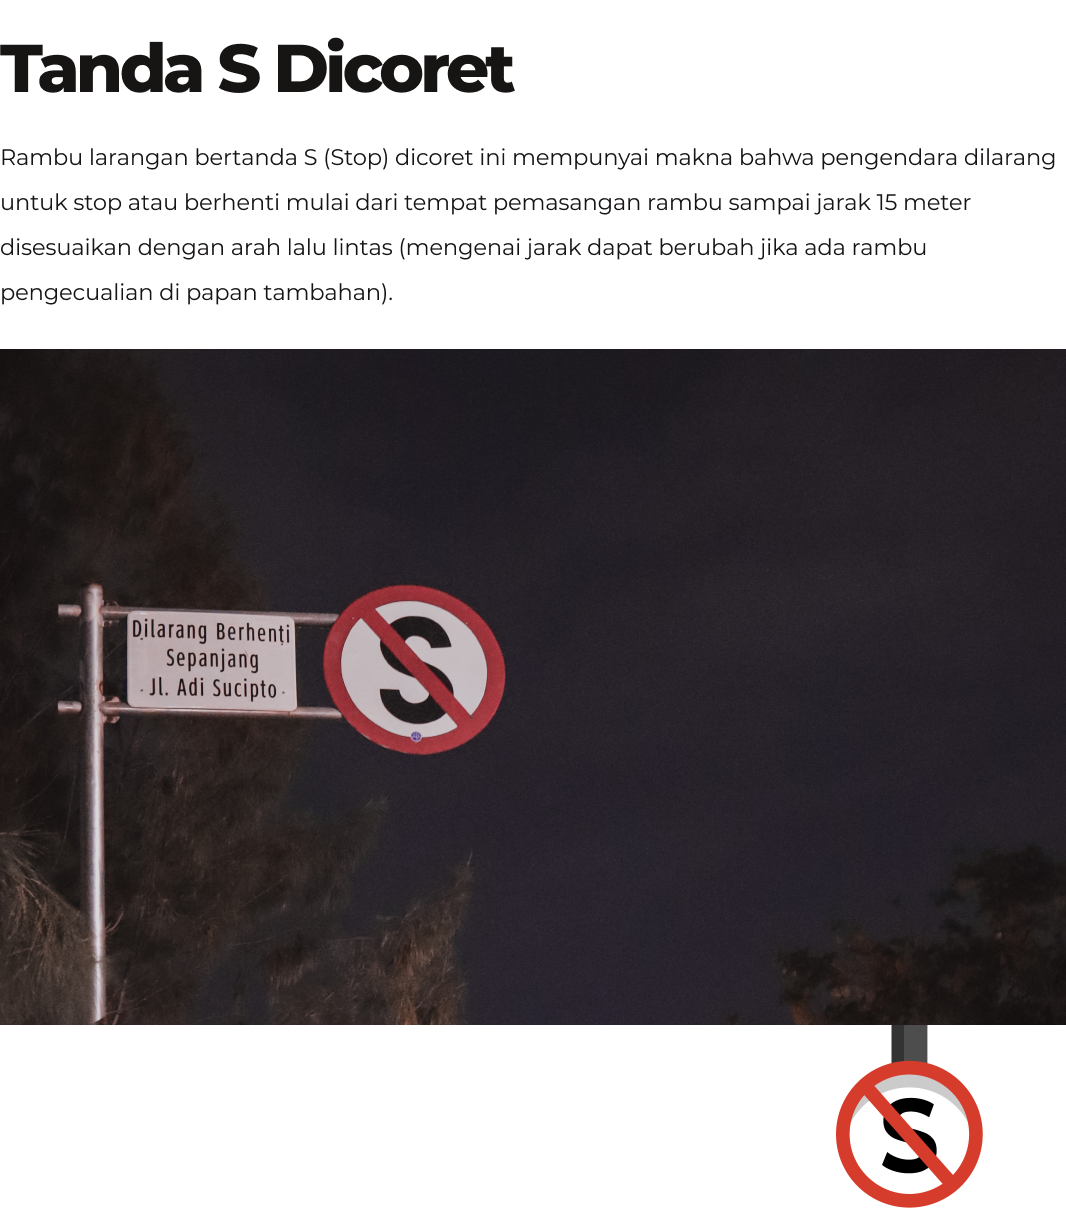 Tanda S Dicoret
Rambu larangan bertanda S (Stop) dicoret ini mempunyai makna bahwa pengendara dilarang
untuk stop atau berhenti mulai dari tempat pemasangan rambu sampai jarak 15 meter
disesuaikan dengan arah lalu lintas (mengenai jarak dapat berubah jika ada rambu
pengecualian di papan tambahan).
Dilarang Berhenti
Sepanjang
Jl. Adi Sucipto
S
S